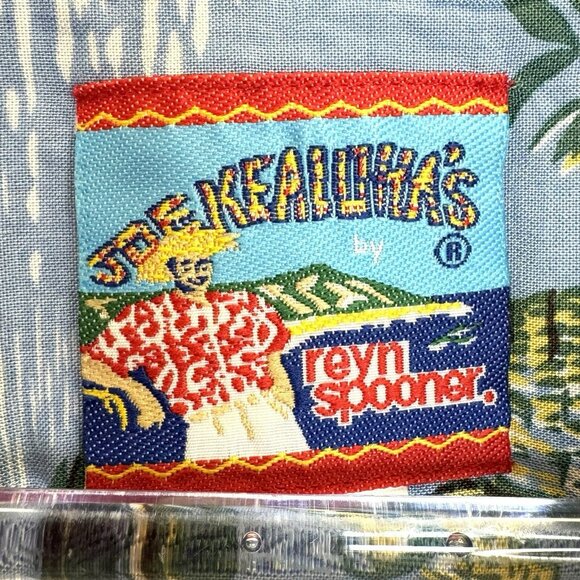 JOE KEALOHA'S
by ®
reyn
spooner.